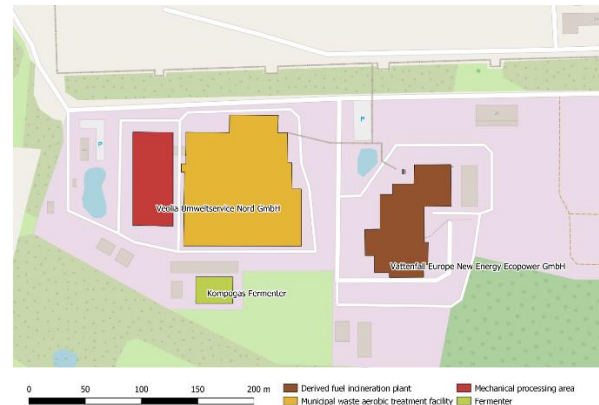 P
P
Veolia Umweltservice Nord GmbH
Vattenfall Europe New Energy Ecopower GmbH
Kompogas Fermenter
0 50 100 150 200 m
Derived fuel incineration plant
Mechanical processing area
Municipal waste aerobic treatment facility
Fermenter